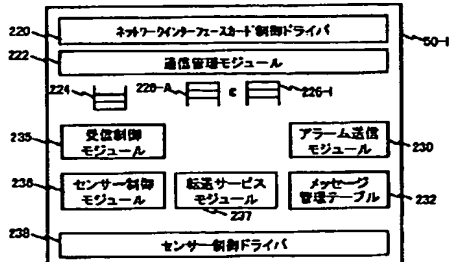 220
ネットワークインターフェースカード制御ドライバ
50-1
222
通信管理モジュール
224
226-A
226-1
235
受信制御
モジュール
アラーム送信
モジュール
230
236
センサー制御
モジュール
転送サービス
モジュール
メッセージ
管理テーブル
232
237
238
センサー制御ドライバ